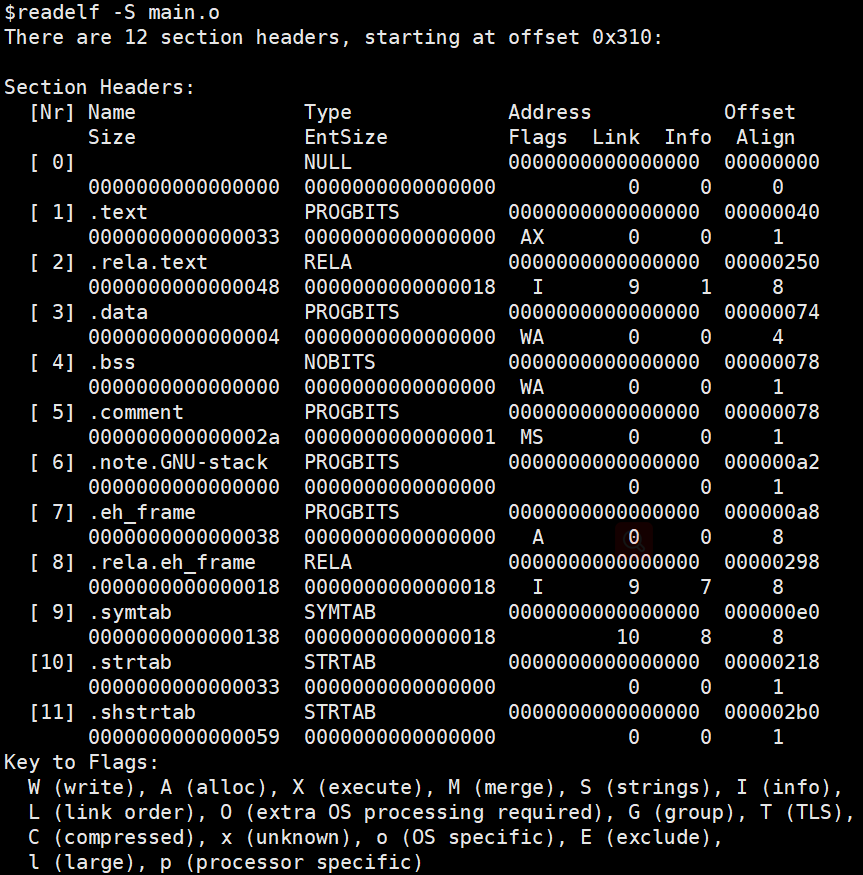 $readelf -S main.o
There are 12 section headers, starting at offset 0x310:
Section Headers:
  [Nr] Name              Type             Address           Offset
       Size              EntSize          Flags  Link  Info  Align
  [ 0]                   NULL             0000000000000000  00000000
       0000000000000000  0000000000000000           0     0     0
  [ 1] .text             PROGBITS         0000000000000000  00000040
       0000000000000033  0000000000000000  AX       0     0     1
  [ 2] .rela.text        RELA             0000000000000000  00000250
       0000000000000048  0000000000000018   I       9     1     8
  [ 3] .data             PROGBITS         0000000000000000  00000074
       0000000000000004  0000000000000000  WA       0     0     4
  [ 4] .bss              NOBITS           0000000000000000  00000078
       0000000000000000  0000000000000000  WA       0     0     1
  [ 5] .comment          PROGBITS         0000000000000000  00000078
       000000000000002a  0000000000000001  MS       0     0     1
  [ 6] .note.GNU-stack   PROGBITS         0000000000000000  000000a2
       0000000000000000  0000000000000000           0     0     1
  [ 7] .eh_frame         PROGBITS         0000000000000000  000000a8
       0000000000000038  0000000000000000   A       0     0     8
  [ 8] .rela.eh_frame    RELA             0000000000000000  00000298
       0000000000000018  0000000000000018   I       9     7     8
  [ 9] .symtab           SYMTAB           0000000000000000  000000e0
       0000000000000138  0000000000000018          10     8     8
  [10] .strtab           STRTAB           0000000000000000  00000218
       0000000000000033  0000000000000000           0     0     1
  [11] .shstrtab         STRTAB           0000000000000000  000002b0
       0000000000000059  0000000000000000           0     0     1
Key to Flags:
  W (write), A (alloc), X (execute), M (merge), S (strings), I (info),
  L (link order), O (extra OS processing required), G (group), T (TLS),
  C (compressed), x (unknown), o (OS specific), E (exclude),
  l (large), p (processor specific)